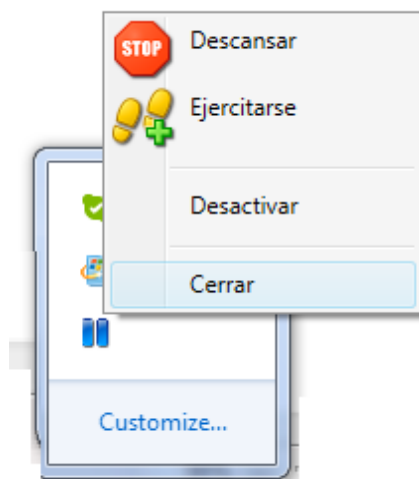 STOP
Descansar
Ejercitarse
Desactivar
Cerrar
Customize...